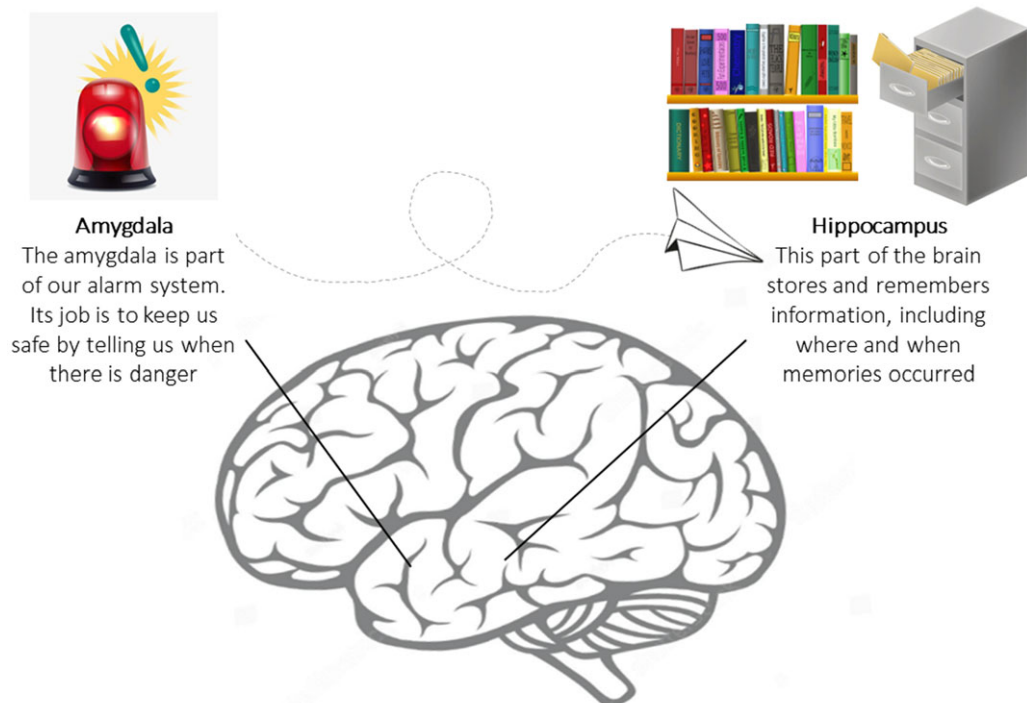 Amygdala
The amygdala is part
of our alarm system.
Its job is to keep us
safe by telling us when
there is danger
Hippocampus
This part of the brain
stores and remembers
information, including
where and when
memories occurred
DICTIONARY